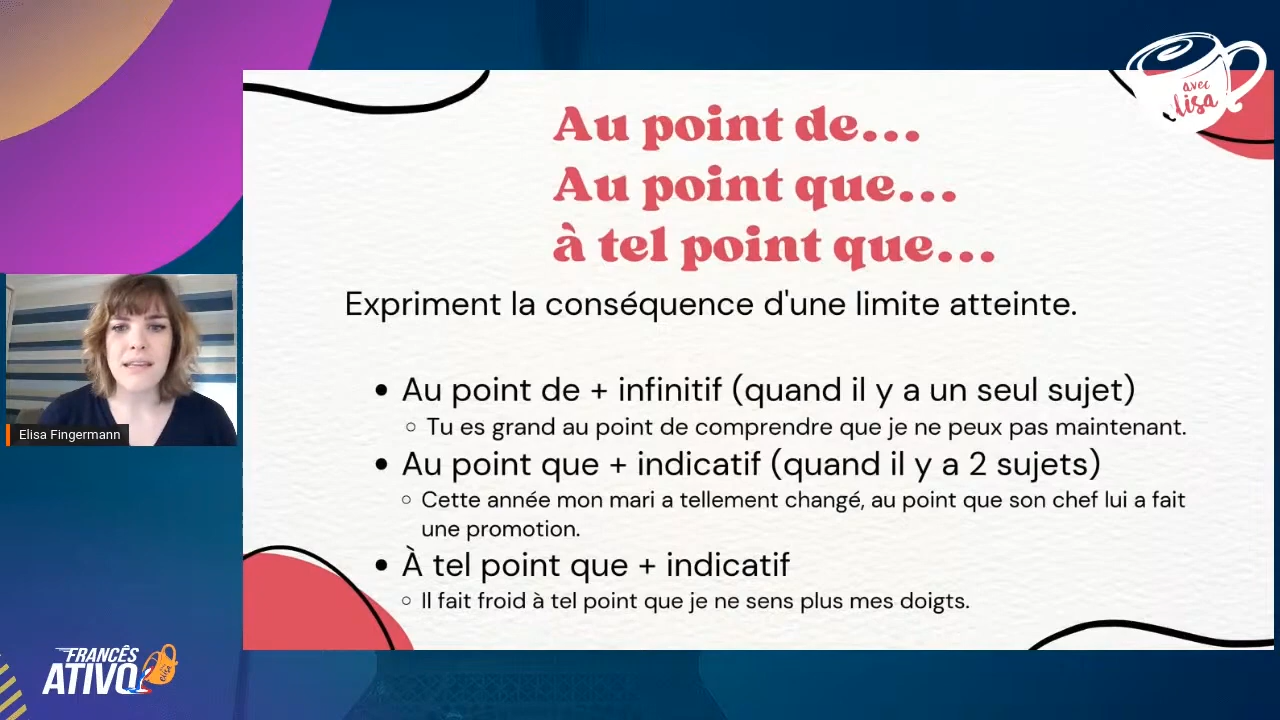 avec
elisa
Au point de...
Au point que...
à tel point que...
Expriment la conséquence d'une limite atteinte.
Au point de + infinitif (quand il y a un seul sujet)
Tu es grand au point de comprendre que je ne peux pas maintenant.
Au point que + indicatif (quand il y a 2 sujets)
Cette année mon mari a tellement changé, au point que son chef lui a fait
une promotion.
À tel point que + indicatif
Il fait froid à tel point que je ne sens plus mes doigts.
Elisa Fingermann
FRANCÊS
ATIVO